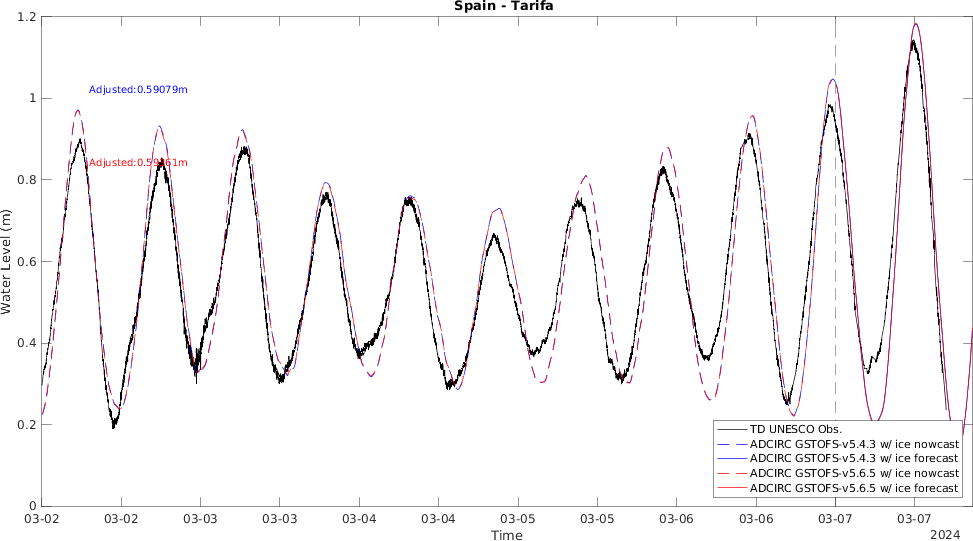 Spain - Tarifa
1.2
1
0.8
0.6
0.4
0.2
0
Water Level (m)
Adjusted:0.59079m
TD UNESCO Obs.
ADCIRC GSTOFS-v5.4.3 w/ ice nowcast
ADCIRC GSTOFS-v5.4.3 w/ ice forecast
ADCIRC GSTOFS-v5.6.5 w/ ice nowcast
ADCIRC GSTOFS-v5.6.5 w/ ice forecast
03-02 03-02 03-03 03-03 03-04 03-04 03-05 03-05 03-06 03-06 03-07 03-07
Time
2024